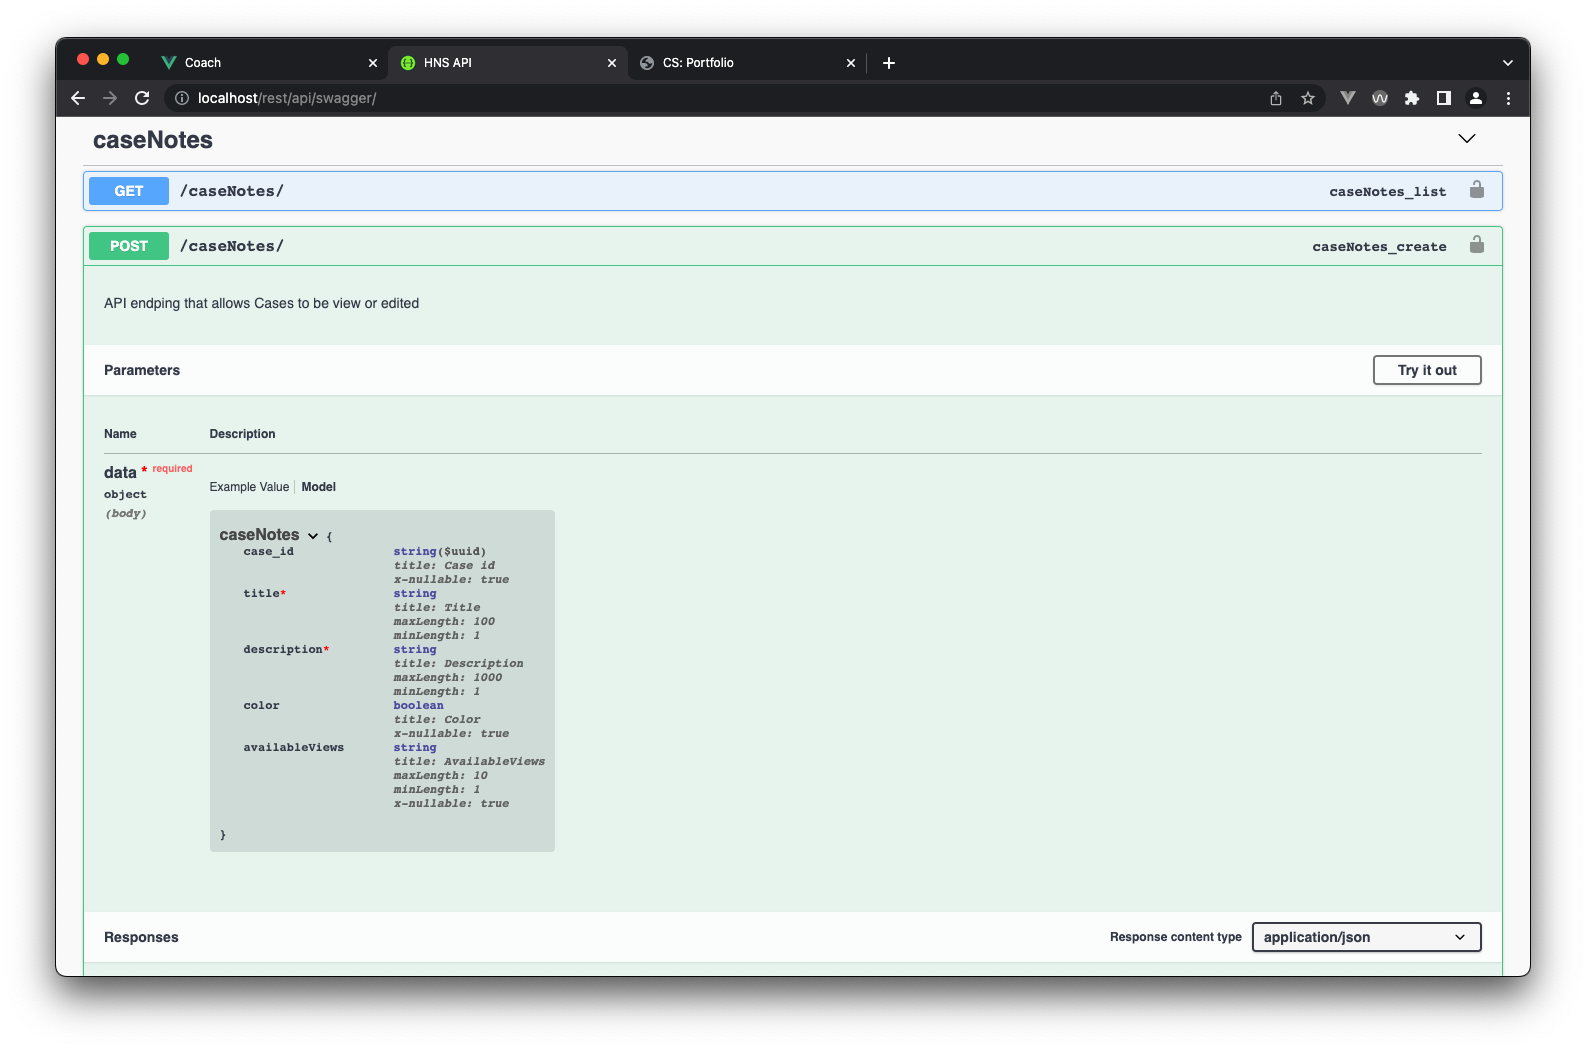 Coach
HNS API
CS: Portfolio
localhost/rest/api/swagger/
caseNotes
GET /caseNotes/ caseNotes_list
POST /caseNotes/ caseNotes_create
API endping that allows Cases to be view or edited
Parameters Try it out
Name Description
data * required
object
(body)
Example Value Model
caseNotes {
case_id string($uuid)
title: Case id
x-nullable: true
title* string
title: Title
maxLength: 100
minLength: 1
description* string
title: Description
maxLength: 1000
minLength: 1
color boolean
title: Color
x-nullable: true
availableViews string
title: AvailableViews
maxLength: 10
minLength: 1
x-nullable: true
}
Responses Response content type application/json